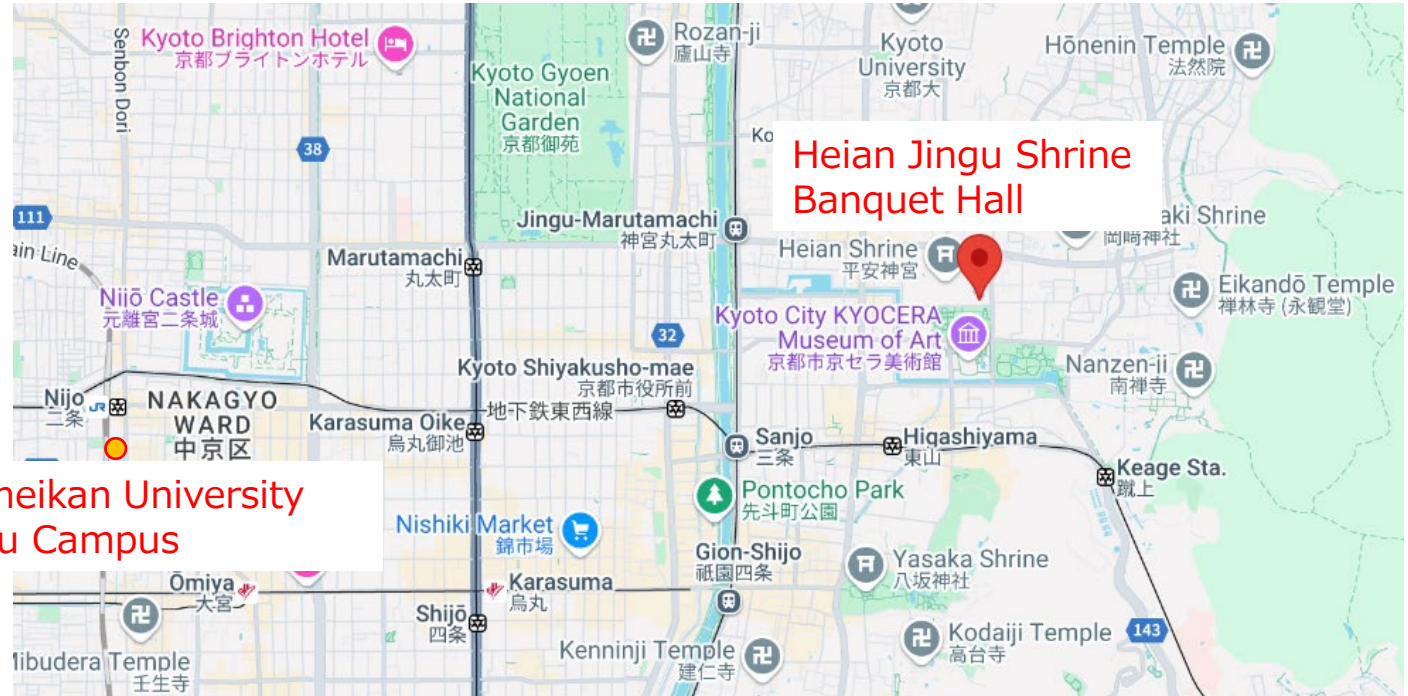 Senbon Dori
Kyoto Brighton Hotel
京都ブライトンホテル
Rozan-ji
廬山寺
Kyoto
University
京都大
Hōnenin Temple
法然院
Kyoto Gyoen
National
Garden
京都御苑
38
Ko
Heian Jingu Shrine
Banquet Hall
111
ain Line
Jingu-Marutamachi
神宮丸太町
aki Shrine
岡﨑神社
Marutamachi
丸太町
Heian Shrine
平安神宮
Eikandō Temple
禅林寺 (永観堂)
Nijō Castle
元離宮二条城
32
Kyoto City KYOCERA
Museum of Art
京都市京セラ美術館
Nanzen-ji
南禅寺
Kyoto Shiyakusho-mae
京都市役所前
Nijo
二条
JR
NAKAGYO
WARD
中京区
Karasuma Oike
烏丸御池
地下鉄東西線
Sanjo
三条
Higashiyama
東山
Keage Sta.
蹴上
meikan University
u Campus
Pontocho Park
先斗町公園
Nishiki Market
錦市場
Gion-Shijo
祇園四条
Yasaka Shrine
八坂神社
Ōmiya
大宮
Karasuma
烏丸
Shijō
四条
Kenninji Temple
建仁寺
Kodaiji Temple
高台寺
143
Mibudera Temple
壬生寺